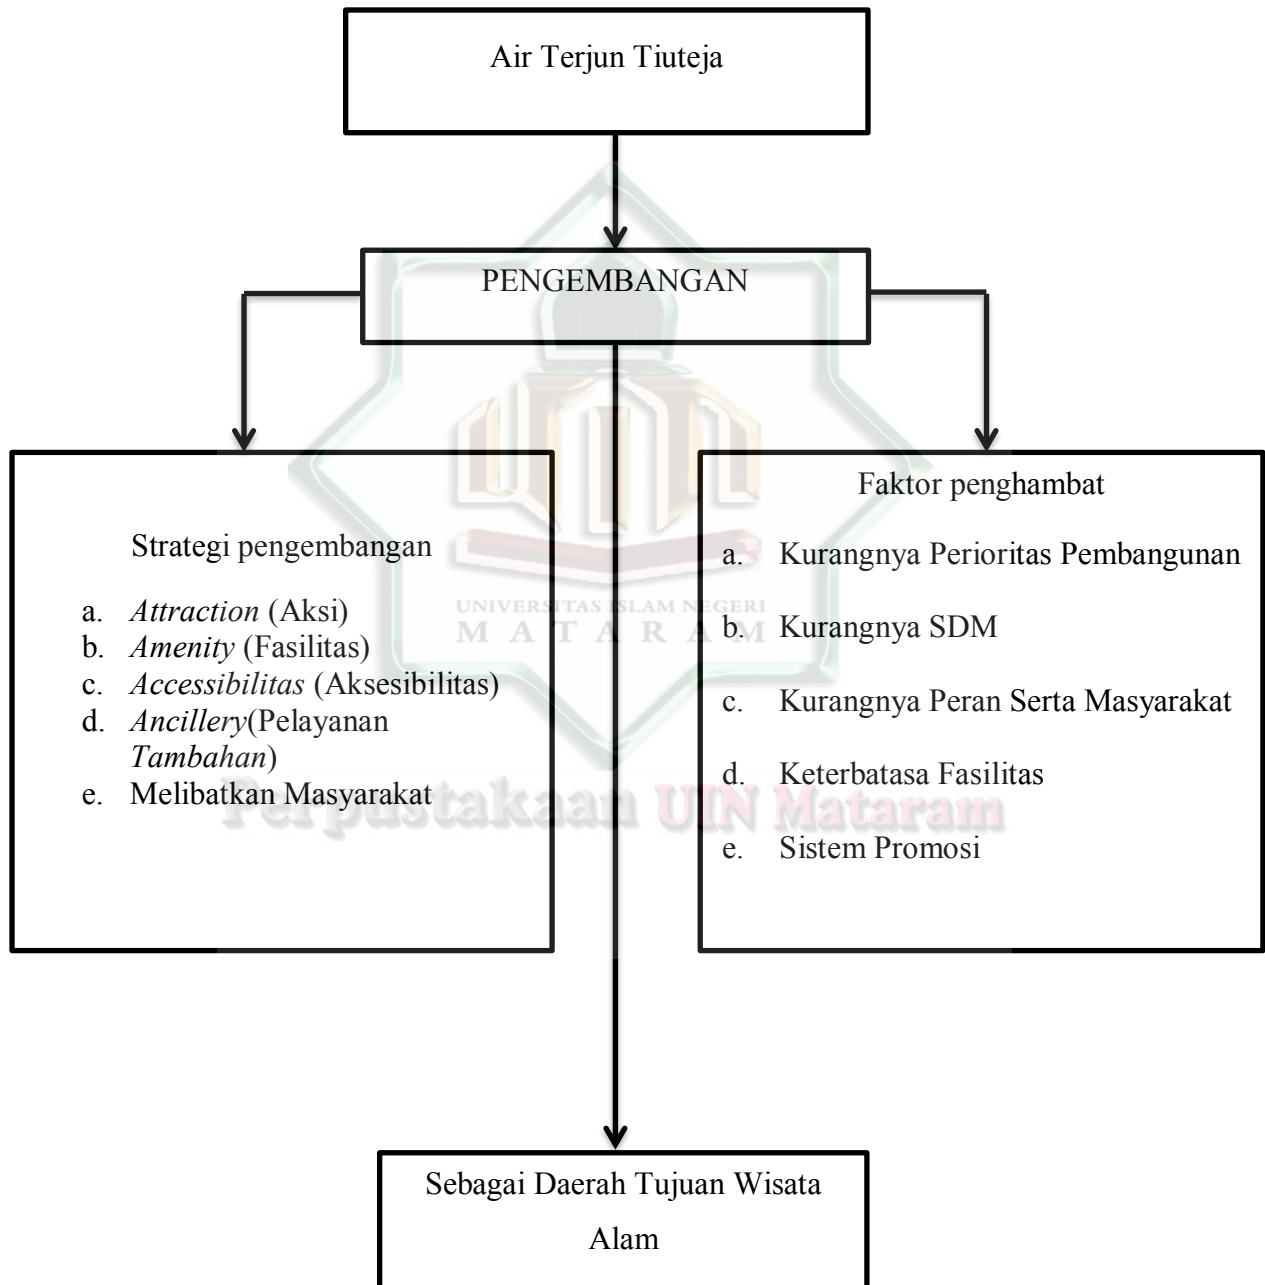 Air Terjun Tiuteja
PENGEMBANGAN
Strategi pengembangan
a. Attraction (Aksi)
b. Amenity (Fasilitas)
c. Accessibilitas (Aksesibilitas)
d. Ancillery(Pelayanan
Tambahan)
e. Melibatkan Masyarakat
Faktor penghambat
a. Kurangnya Perioritas Pembangunan
b. Kurangnya SDM
c. Kurangnya Peran Serta Masyarakat
d. Keterbatasa Fasilitas
e. Sistem Promosi
UNIVERSITAS ISLAM NEGERI
MATARAM
Perpustakaan UIN Mataram
Sebagai Daerah Tujuan Wisata
Alam